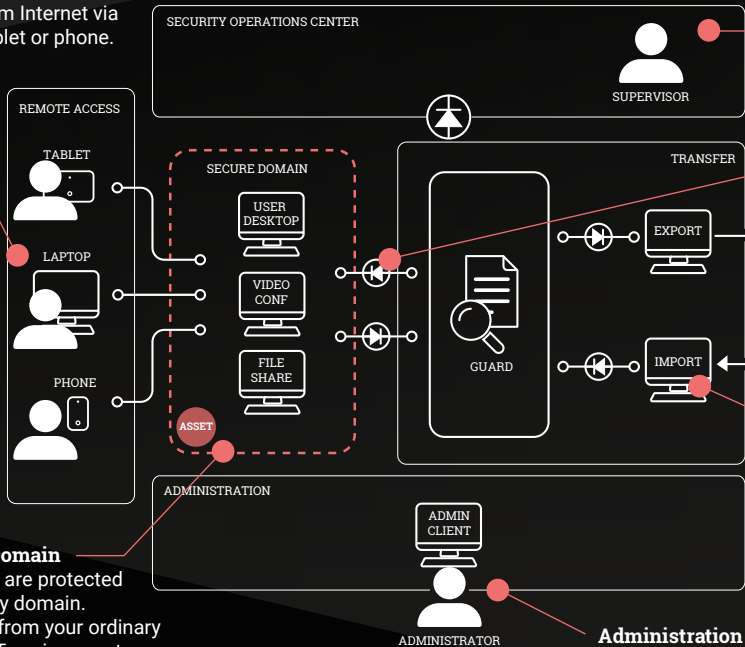 m Internet via
blet or phone.
SECURITY OPERATIONS CENTER
SUPERVISOR
REMOTE ACCESS
TABLET
LAPTOP
PHONE
SECURE DOMAIN
USER
DESKTOP
VIDEO
CONF
FILE
SHARE
ASSET
TRANSFER
GUARD
EXPORT
IMPORT
ADMINISTRATION
ADMIN
CLIENT
ADMINISTRATOR
omain
are protected
y domain.
from your ordinary
Administration